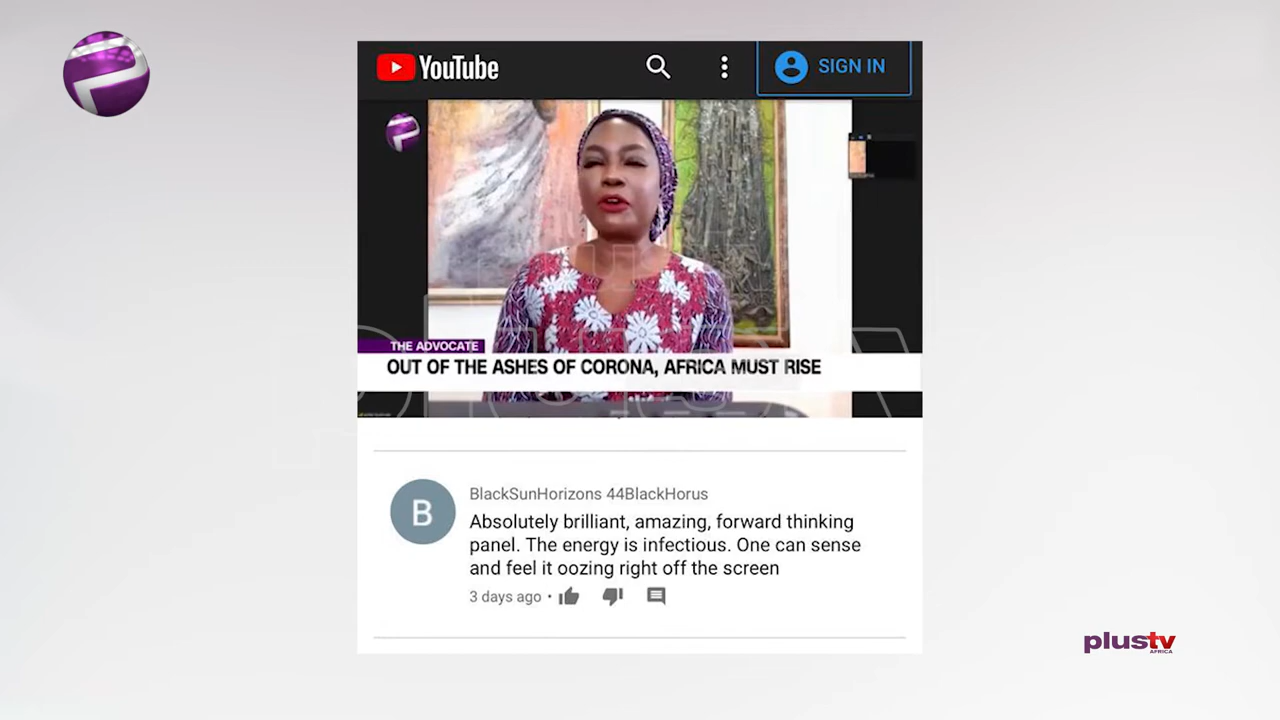 YouTube
SIGN IN
THE ADVOCATE
OUT OF THE ASHES OF CORONA, AFRICA MUST RISE
BlackSunHorizons 44BlackHorus
Absolutely brilliant, amazing, forward thinking
panel. The energy is infectious. One can sense
and feel it oozing right off the screen
3 days ago •
B
plustv
AFRICA